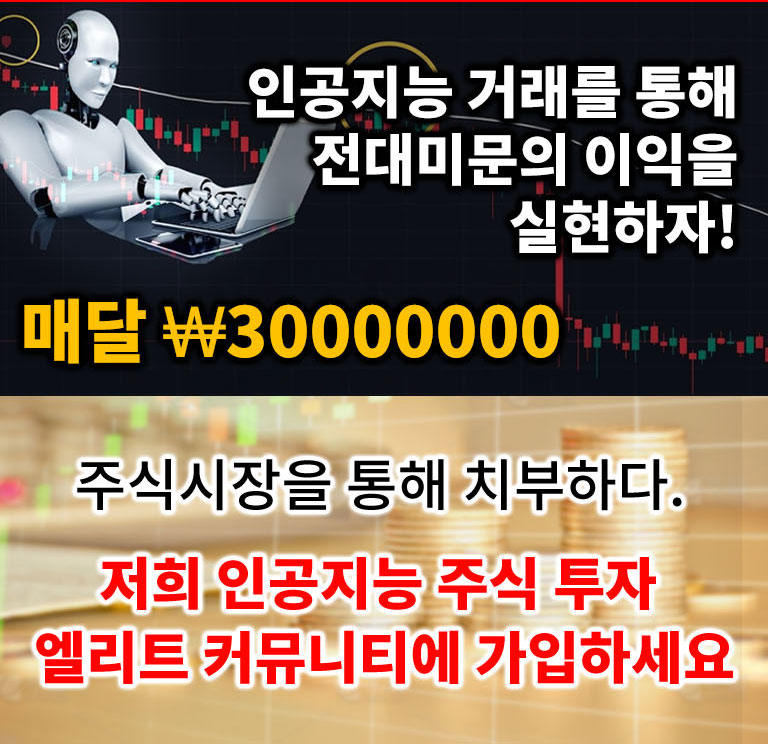 인공지능 거래를 통해
전대미문의 이익을
실현하자!
매달 ₩30000000
주식시장을 통해 치부하다.
저희 인공지능 주식 투자
엘리트 커뮤니티에 가입하세요